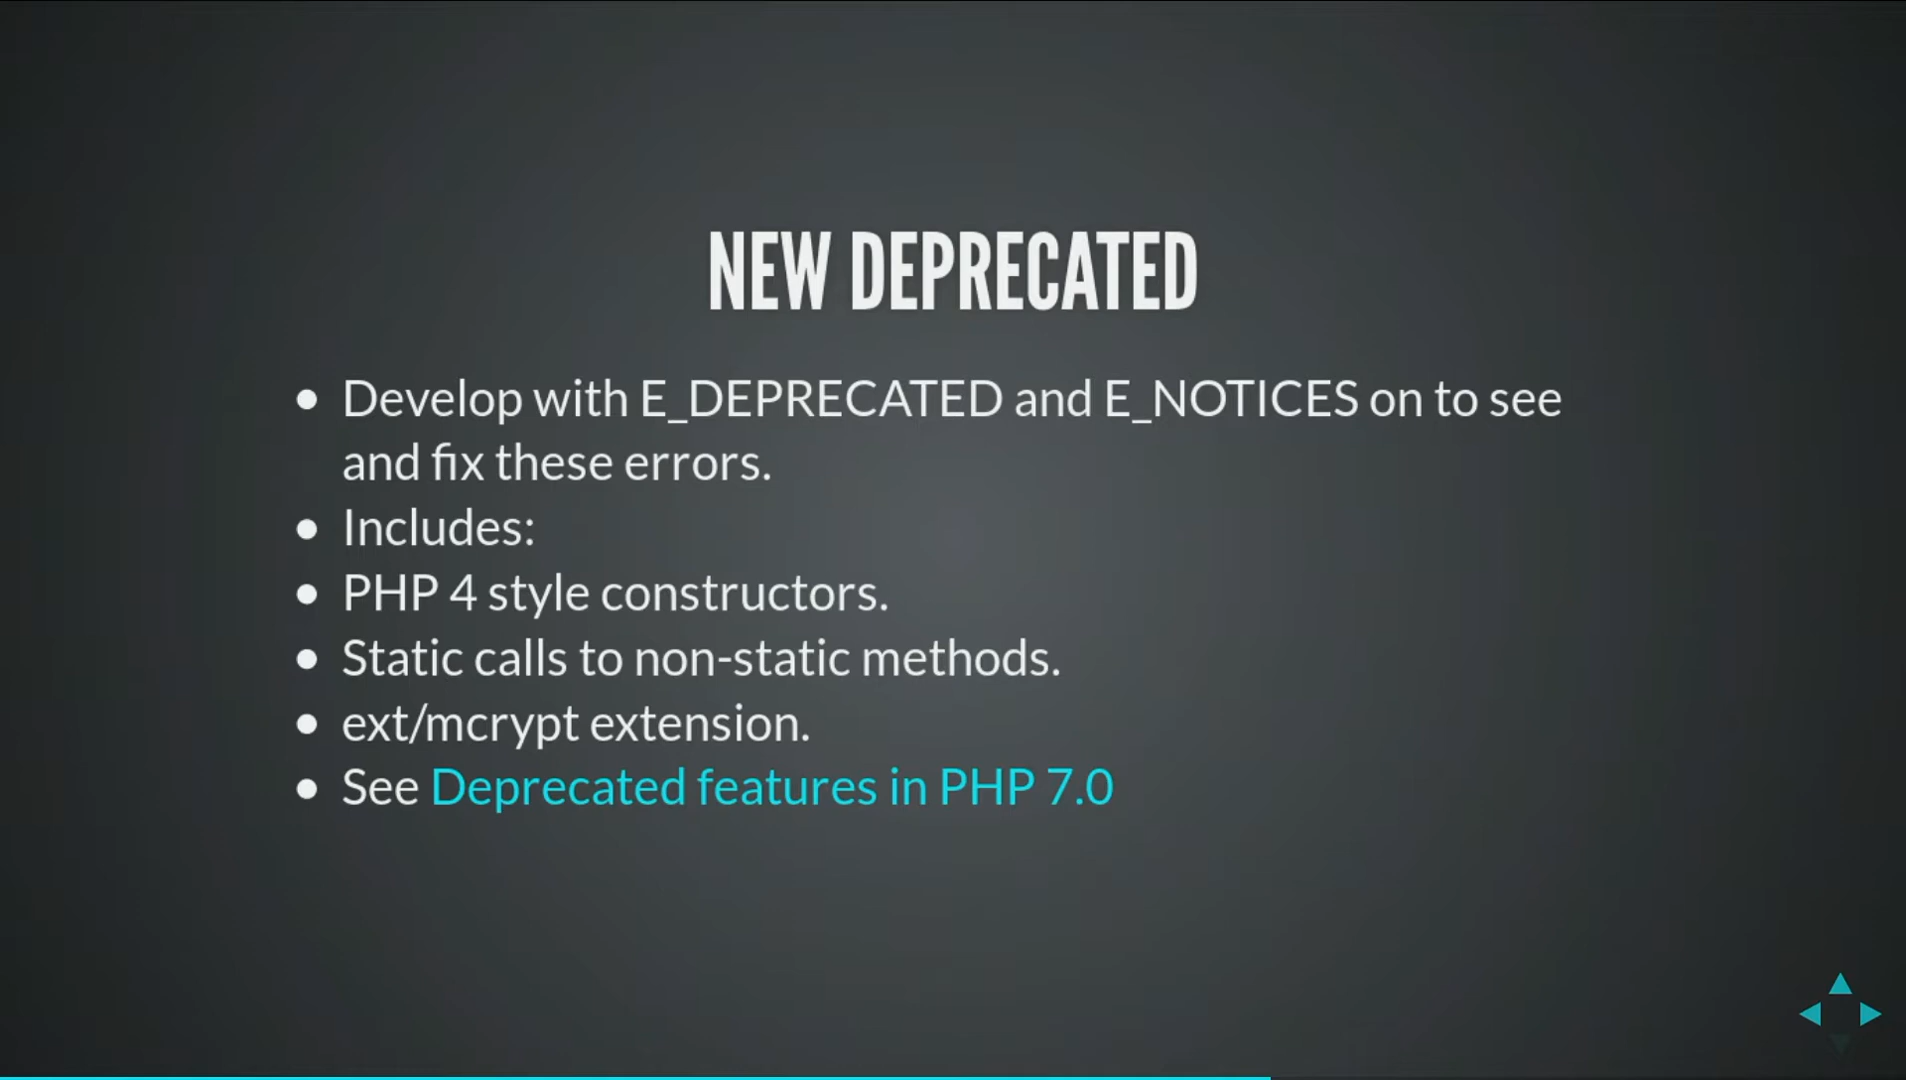 NEW DEPRECATED
• Develop with E_DEPRECATED and E_NOTICES on to see
and fix these errors.
• Includes:
• PHP 4 style constructors.
• Static calls to non-static methods.
• ext/mcrypt extension.
• See Deprecated features in PHP 7.0